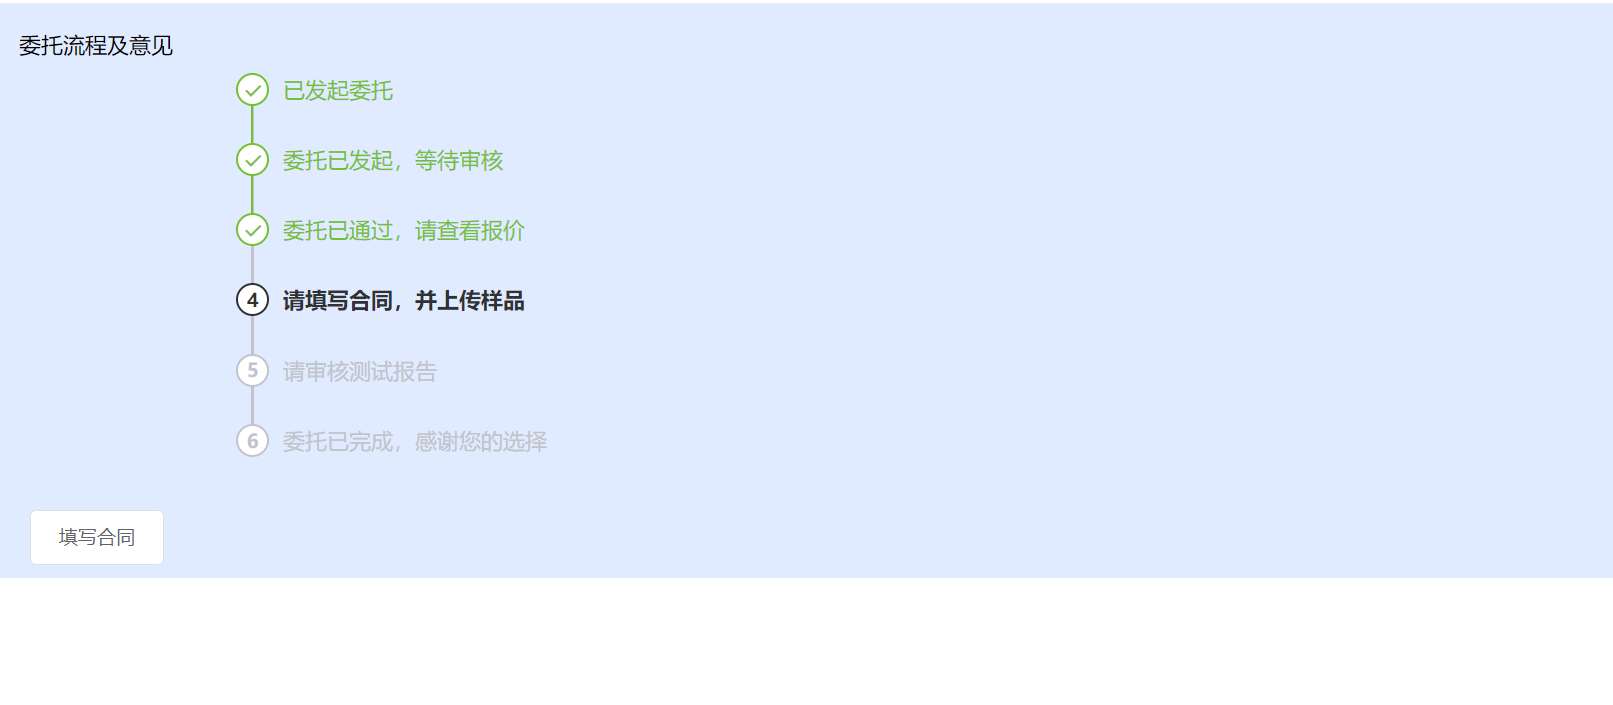 委托流程及意见
已发起委托
委托已发起，等待审核
委托已通过，请查看报价
4 请填写合同，并上传样品
5 请审核测试报告
6 委托已完成，感谢您的选择
填写合同